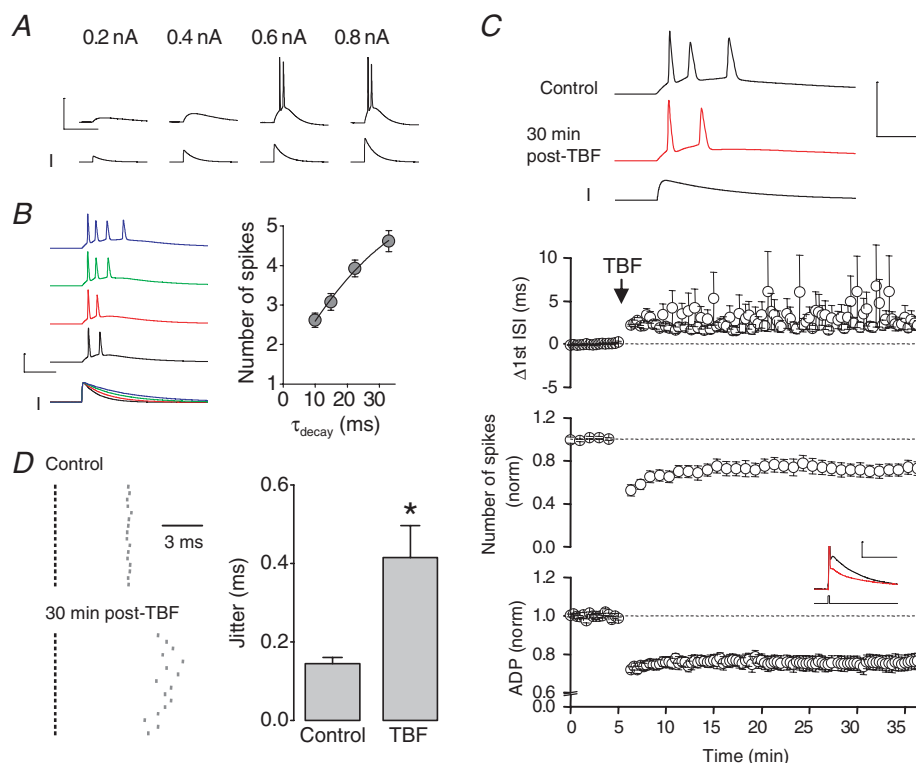 A
0.2 nA 0.4 nA 0.6 nA 0.8 nA
I
B
I
Number of spikes
5
4
3
2
1
0 10 20 30
τdecay (ms)
C
Control
30 min
post-TBF
I
TBF
Δ1st ISI (ms)
10
5
0
-5
Number of spikes
(norm)
1.2
0.8
0.4
0.0
ADP (norm)
1.2
1.0
0.8
0.6
0.0
0 5 10 15 20 25 30 35
Time (min)
D
Control
3 ms
30 min post-TBF
Jitter (ms)
0.6
0.4
0.2
0.0
*
Control TBF